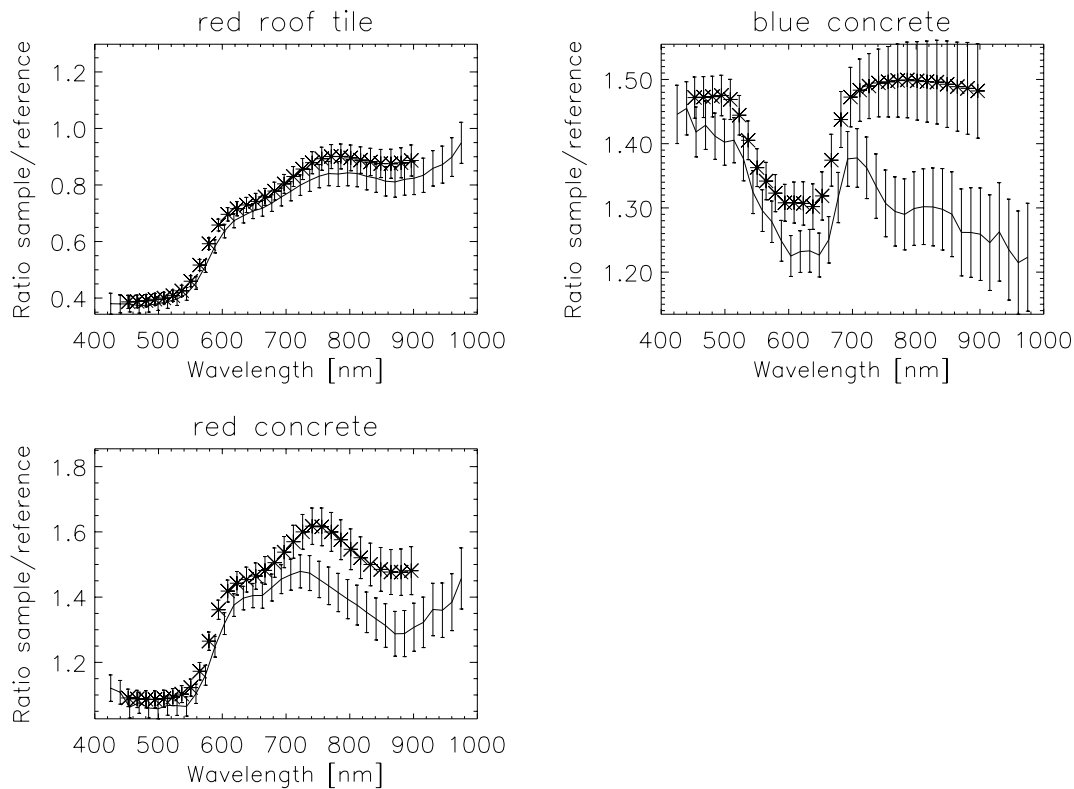 red roof tile
Ratio sample/reference
1.2
1.0
0.8
0.6
0.4
400 500 600 700 800 900 1000
Wavelength [nm]
blue concrete
Ratio sample/reference
1.50
1.40
1.30
1.20
400 500 600 700 800 900 1000
Wavelength [nm]
red concrete
Ratio sample/reference
1.8
1.6
1.4
1.2
400 500 600 700 800 900 1000
Wavelength [nm]